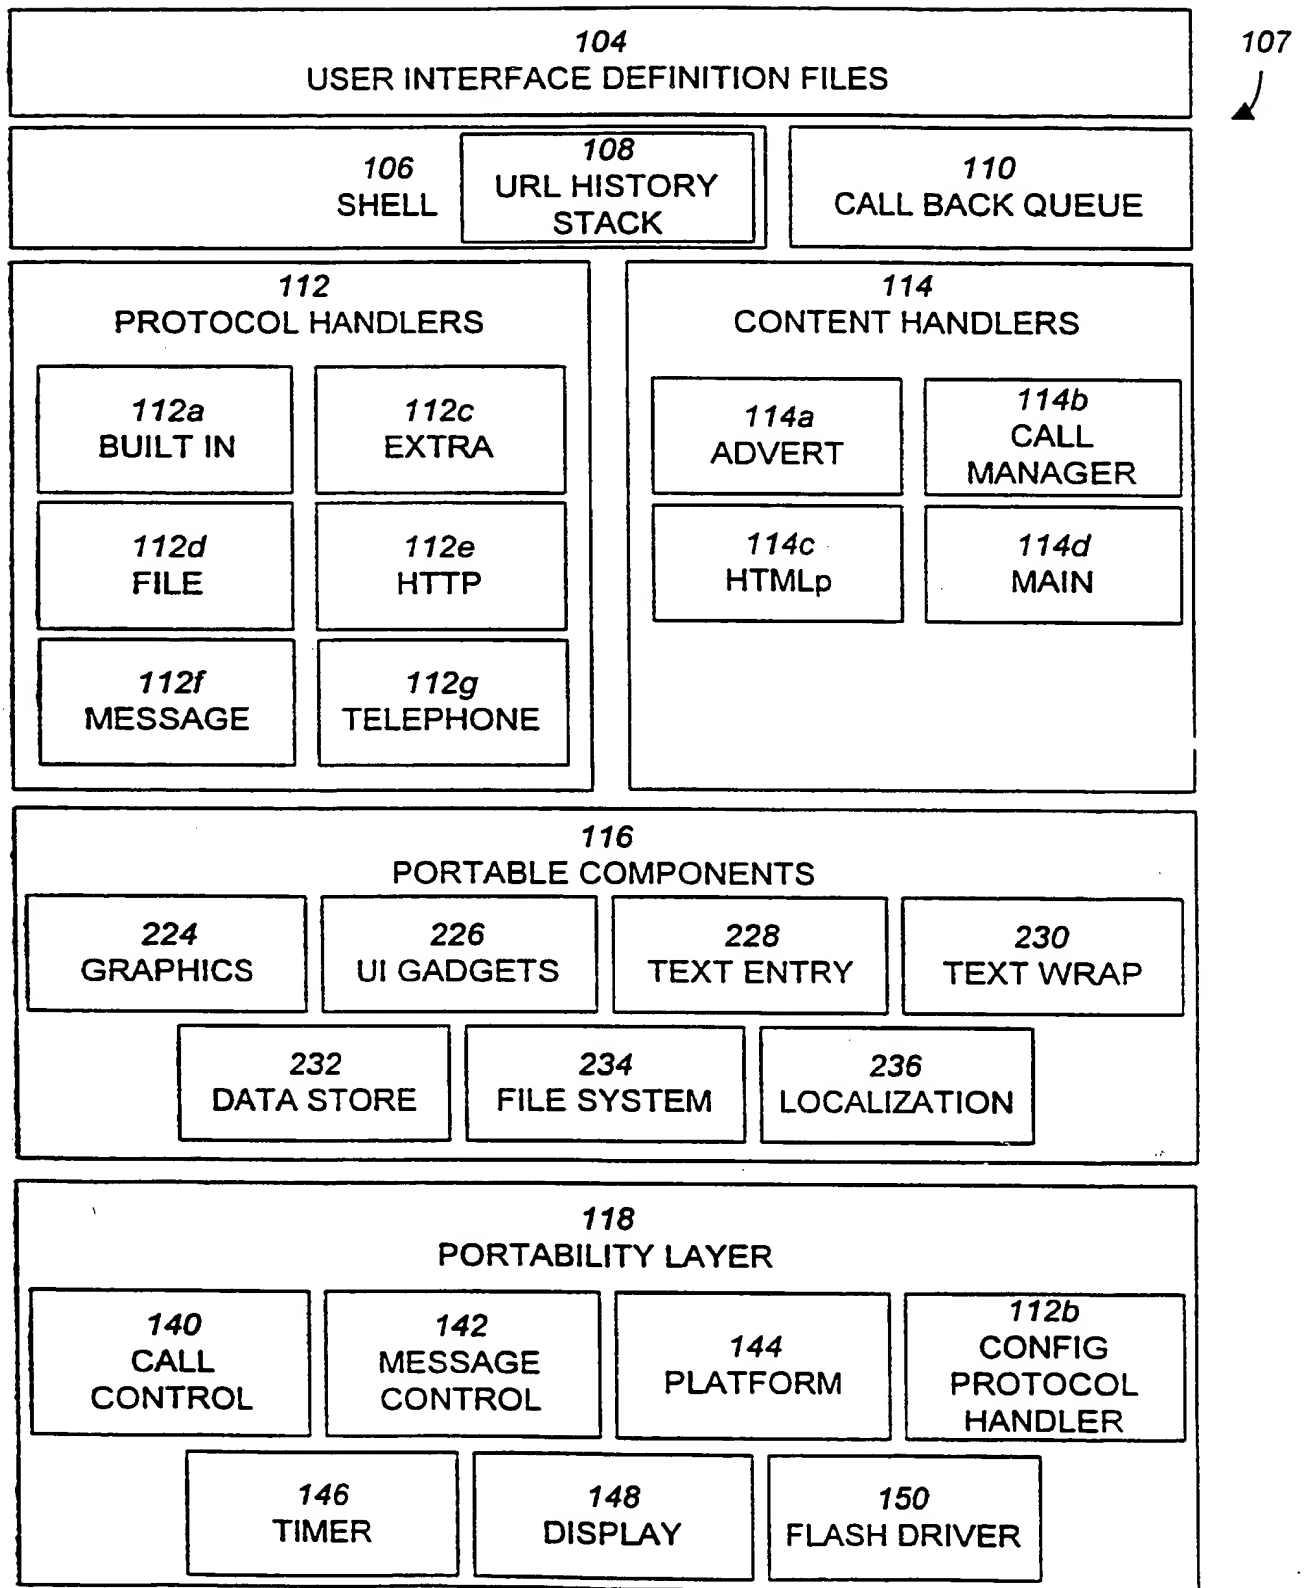 104
USER INTERFACE DEFINITION FILES
107
106
SHELL
108
URL HISTORY
STACK
110
CALL BACK QUEUE
112
PROTOCOL HANDLERS
112a
BUILT IN
112c
EXTRA
112d
FILE
112e
HTTP
112f
MESSAGE
112g
TELEPHONE
114
CONTENT HANDLERS
114a
ADVERT
114b
CALL
MANAGER
114c
HTMLp
114d
MAIN
116
PORTABLE COMPONENTS
224
GRAPHICS
226
UI GADGETS
228
TEXT ENTRY
230
TEXT WRAP
232
DATA STORE
234
FILE SYSTEM
236
LOCALIZATION
118
PORTABILITY LAYER
140
CALL
CONTROL
142
MESSAGE
CONTROL
144
PLATFORM
112b
CONFIG
PROTOCOL
HANDLER
146
TIMER
148
DISPLAY
150
FLASH DRIVER